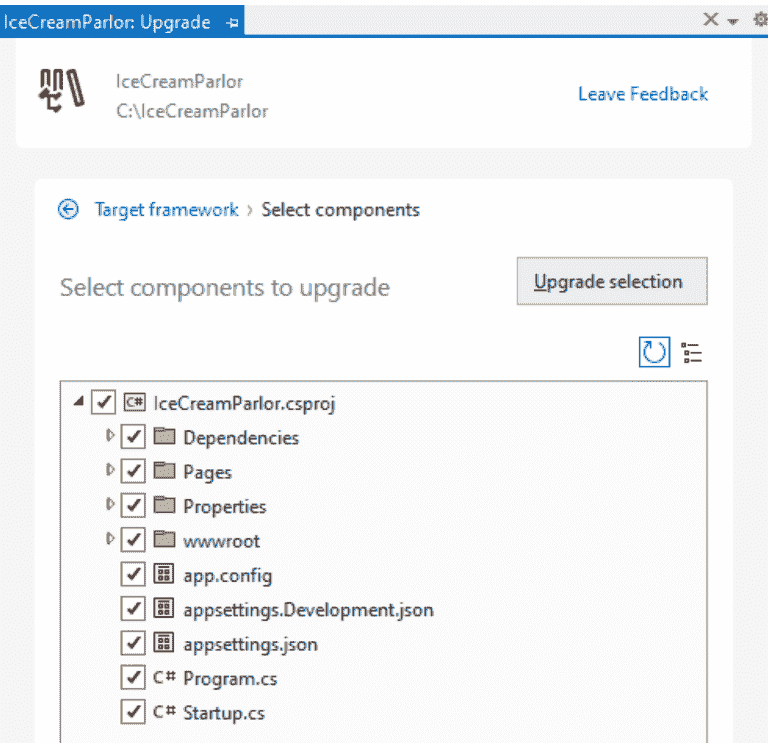 IceCreamParlor: Upgrade
IceCreamParlor
C:\IceCreamParlor
Leave Feedback
Target framework › Select components
Select components to upgrade
Upgrade selection
C# IceCreamParlor.csproj
Dependencies
Pages
Properties
wwwroot
app.config
appsettings.Development.json
appsettings.json
C# Program.cs
C# Startup.cs